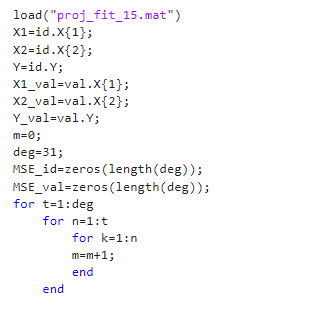 load("proj_fit_15.mat")
X1=id.X{1};
X2=id.X{2};
Y=id.Y;
X1_val=val.X{1};
X2_val=val.X{2};
Y_val=val.Y;
m=0;
deg=31;
MSE_id=zeros(length(deg));
MSE_val=zeros(length(deg));
for t=1:deg
    for n=1:t
        for k=1:n
        m=m+1;
        end
    end